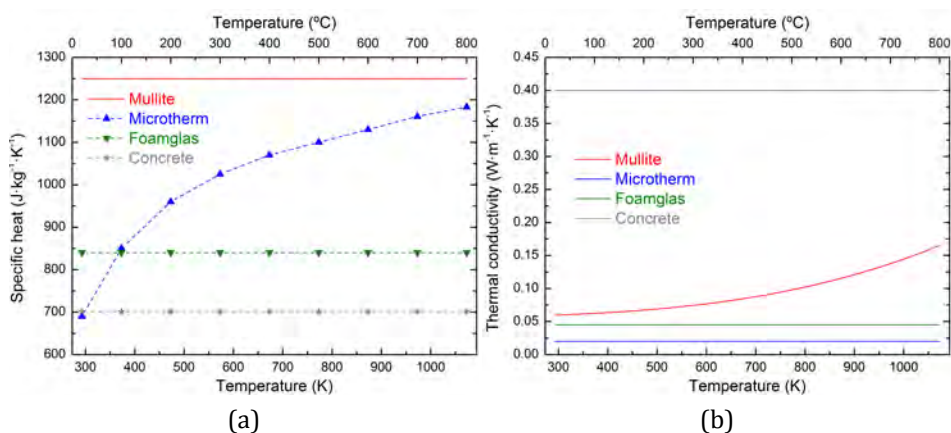 Temperature (ºC)
0 100 200 300 400 500 600 700 800
1300
1200
1100
1000
900
800
700
600
Specific heat (J·kg⁻¹·K⁻¹)
Mullite
Microtherm
Foamglas
Concrete
300 400 500 600 700 800 900 1000
Temperature (K)
(a)
Temperature (ºC)
0 100 200 300 400 500 600 700 800
0.45
0.40
0.35
0.30
0.25
0.20
0.15
0.10
0.05
0.00
Thermal conductivity (W·m⁻¹·K⁻¹)
Mullite
Microtherm
Foamglas
Concrete
300 400 500 600 700 800 900 1000
Temperature (K)
(b)